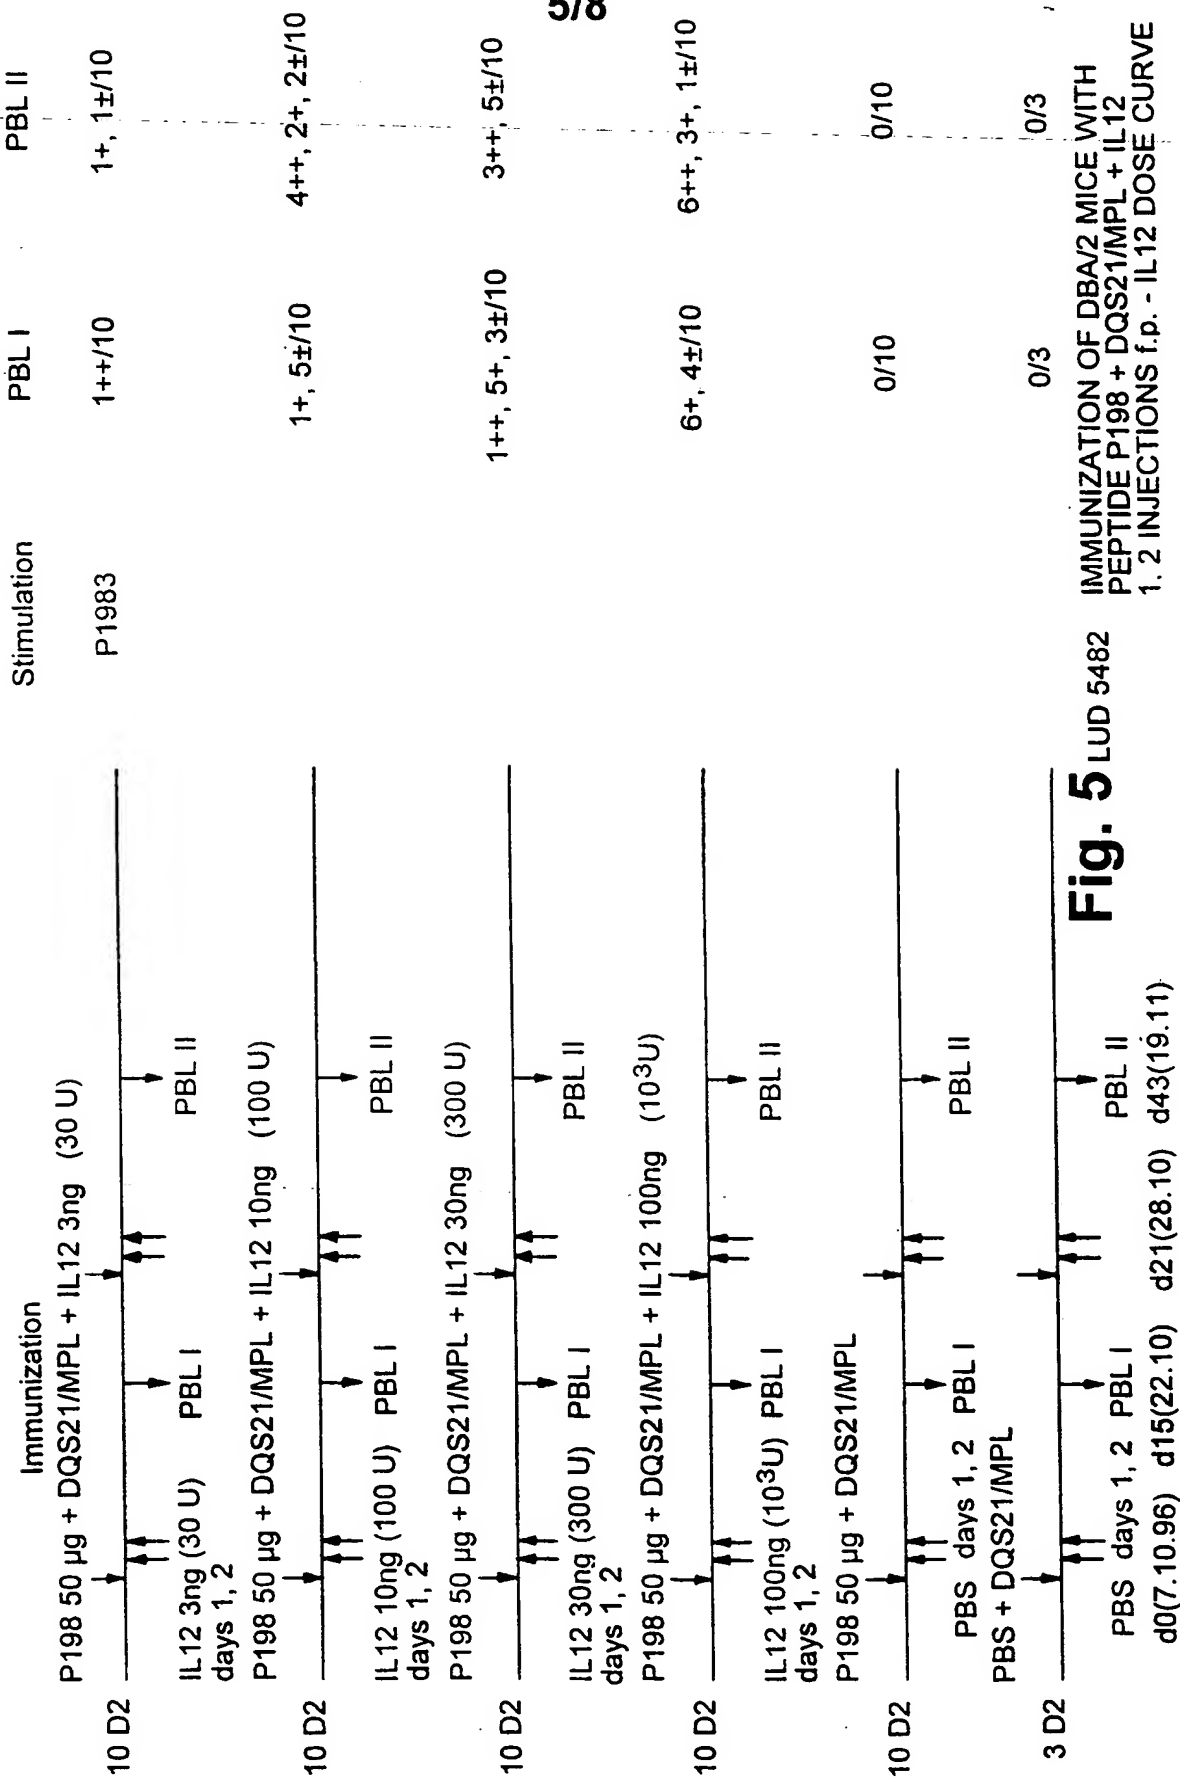 5/8
Immunization
Stimulation
PBL I
PBL II
P198 50 µg + DQS21/MPL + IL12 3ng (30 U)
10 D2
P1983
1++/10
1+, 1±/10
IL12 3ng (30 U)
days 1, 2
PBL I
PBL II
P198 50 µg + DQS21/MPL + IL12 10ng (100 U)
10 D2
1+, 5±/10
4++, 2+, 2±/10
IL12 10ng (100 U)
days 1, 2
PBL I
PBL II
P198 50 µg + DQS21/MPL + IL12 30ng (300 U)
10 D2
1++, 5+, 3±/10
3++, 5±/10
IL12 30ng (300 U)
days 1, 2
PBL I
PBL II
P198 50 µg + DQS21/MPL + IL12 100ng (10³U)
10 D2
6+, 4±/10
6++, 3+, 1±/10
IL12 100ng (10³U)
days 1, 2
PBL I
PBL II
P198 50 µg + DQS21/MPL
10 D2
0/10
0/10
PBS days 1, 2
PBL I
PBL II
PBS + DQS21/MPL
3 D2
0/3
0/3
PBS days 1, 2
PBL I
PBL II
d0(7.10.96) d15(22.10) d21(28.10) d43(19.11)
Fig. 5
LUD 5482
IMMUNIZATION OF DBA/2 MICE WITH
PEPTIDE P198 + DQS21/MPL + IL12
1. 2 INJECTIONS f.p. - IL12 DOSE CURVE